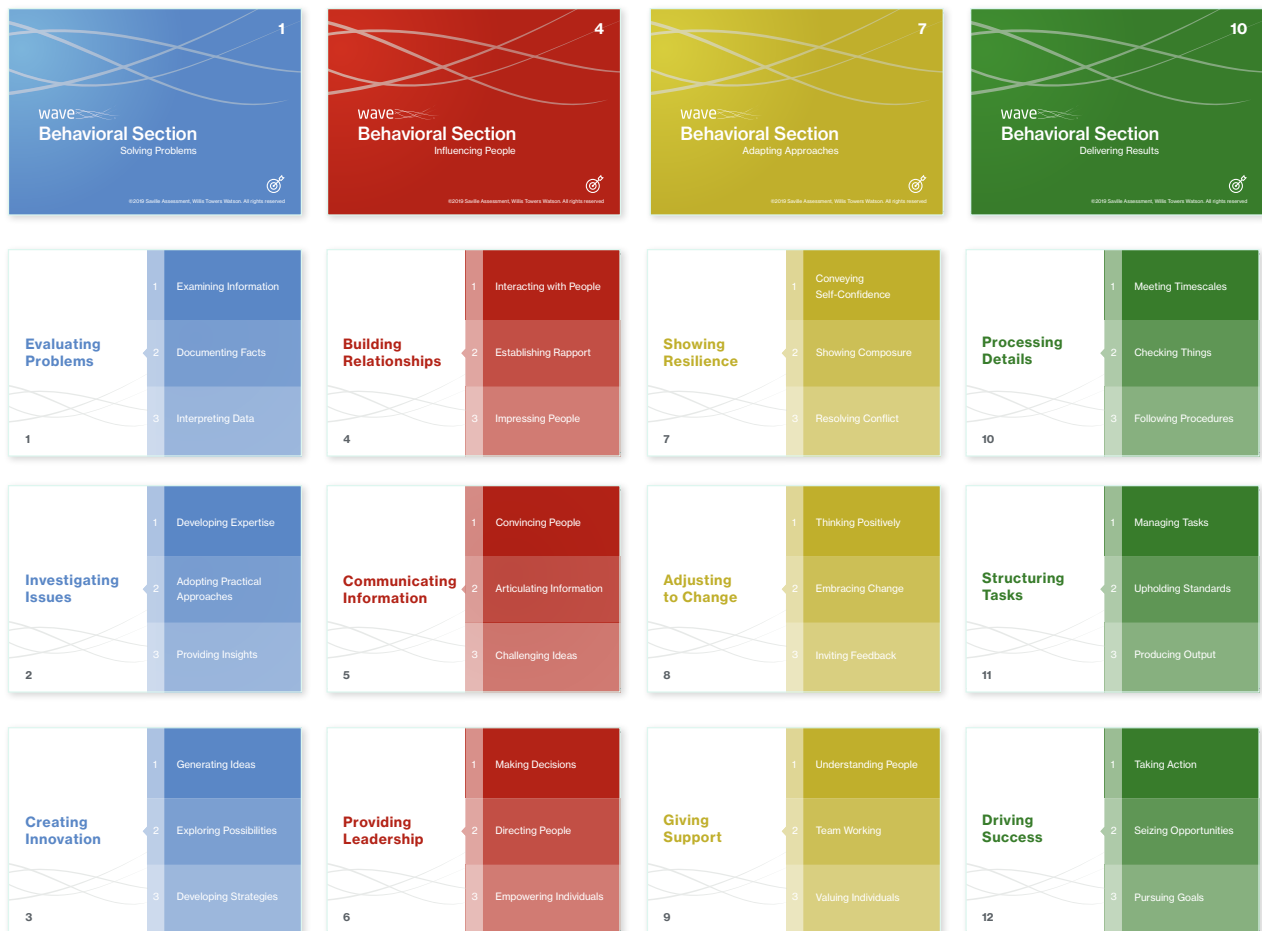 1
wave
Behavioral Section
Solving Problems
©2019 Saville Assessment, Willis Towers Watson. All rights reserved
4
wave
Behavioral Section
Influencing People
©2019 Saville Assessment, Willis Towers Watson. All rights reserved
7
wave
Behavioral Section
Adapting Approaches
©2019 Saville Assessment, Willis Towers Watson. All rights reserved
10
wave
Behavioral Section
Delivering Results
©2019 Saville Assessment, Willis Towers Watson. All rights reserved
Evaluating
Problems
1
1 Examining Information
2 Documenting Facts
3 Interpreting Data
Building
Relationships
4
1 Interacting with People
2 Establishing Rapport
3 Impressing People
Showing
Resilience
7
1 Conveying
Self-Confidence
2 Showing Composure
3 Resolving Conflict
Processing
Details
10
1 Meeting Timescales
2 Checking Things
3 Following Procedures
Investigating
Issues
2
1 Developing Expertise
2 Adopting Practical
Approaches
3 Providing Insights
Communicating
Information
5
1 Convincing People
2 Articulating Information
3 Challenging Ideas
Adjusting
to Change
8
1 Thinking Positively
2 Embracing Change
3 Inviting Feedback
Structuring
Tasks
11
1 Managing Tasks
2 Upholding Standards
3 Producing Output
Creating
Innovation
3
1 Generating Ideas
2 Exploring Possibilities
3 Developing Strategies
Providing
Leadership
6
1 Making Decisions
2 Directing People
3 Empowering Individuals
Giving
Support
9
1 Understanding People
2 Team Working
3 Valuing Individuals
Driving
Success
12
1 Taking Action
2 Seizing Opportunities
3 Pursuing Goals